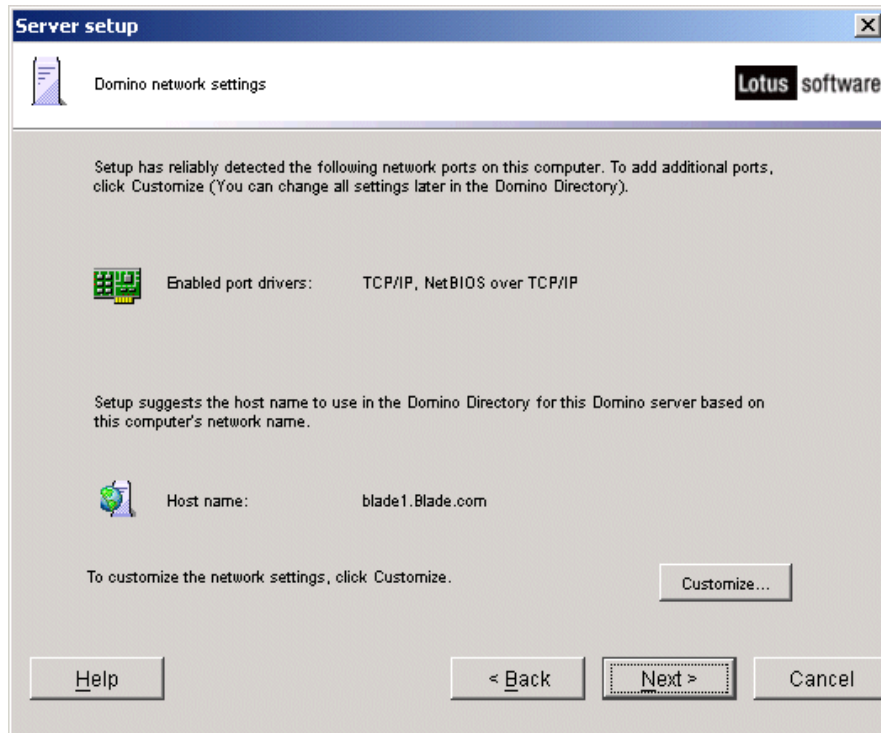 Server setup
Domino network settings
Lotus software
Setup has reliably detected the following network ports on this computer. To add additional ports,
click Customize (You can change all settings later in the Domino Directory).
Enabled port drivers: TCP/IP, NetBIOS over TCP/IP
Setup suggests the host name to use in the Domino Directory for this Domino server based on
this computer's network name.
Host name: blade1.Blade.com
To customize the network settings, click Customize.
Customize...
Help
< Back
Next >
Cancel